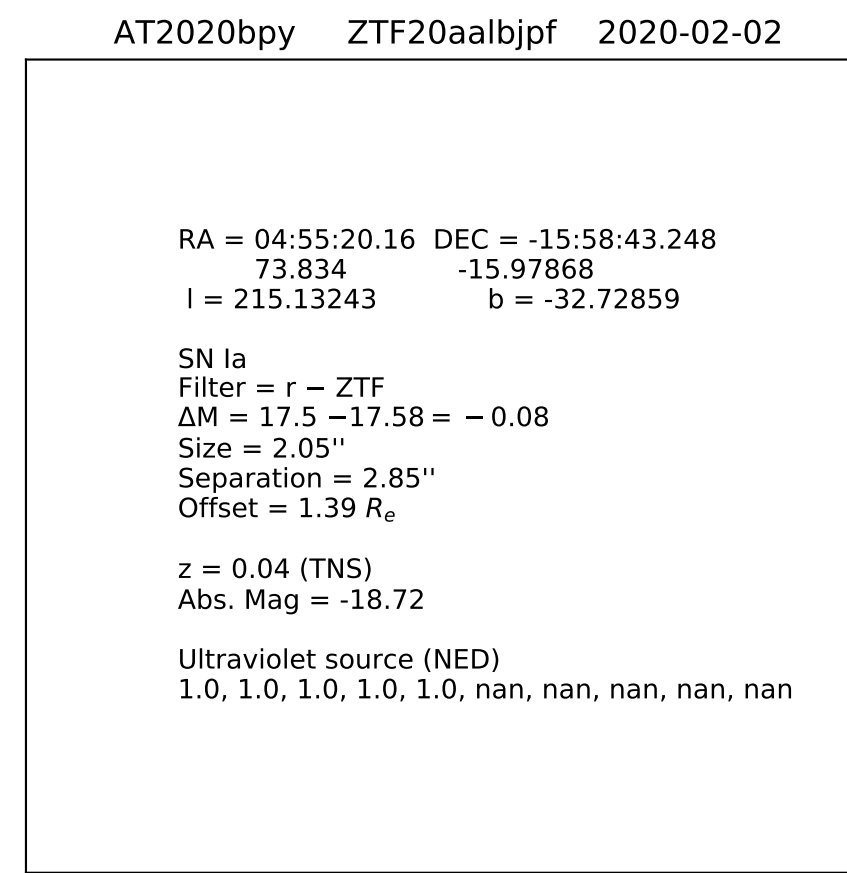 AT2020bpy ZTF20aalbjpf 2020-02-02
RA = 04:55:20.16 DEC = -15:58:43.248
73.834 -15.97868
l = 215.13243 b = -32.72859
SN Ia
Filter = r − ZTF
ΔM = 17.5 −17.58 = −0.08
Size = 2.05''
Separation = 2.85''
Offset = 1.39 Rₑ
z = 0.04 (TNS)
Abs. Mag = -18.72
Ultraviolet source (NED)
1.0, 1.0, 1.0, 1.0, 1.0, nan, nan, nan, nan, nan